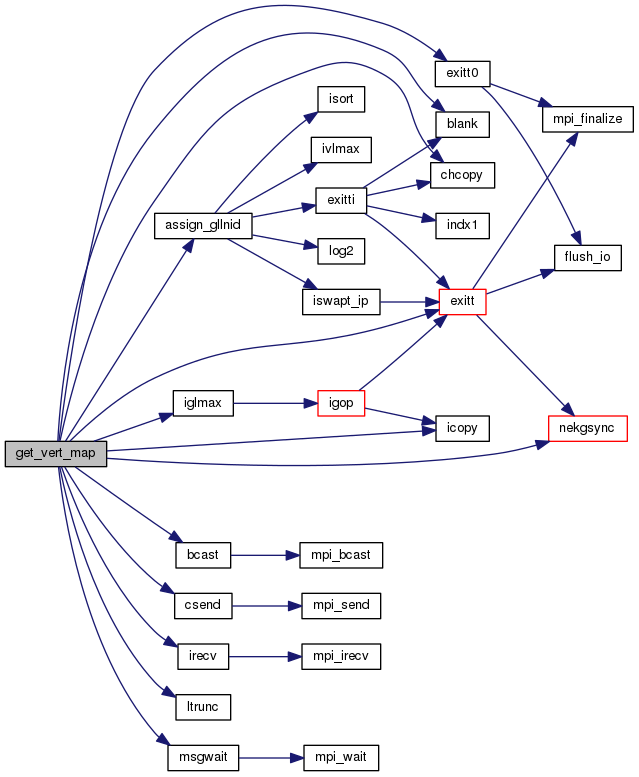 exitt0
isort
mpi_finalize
blank
ivlmax
chcopy
exitti
assign_gllnid
indx1
log2
flush_io
iswapt_ip
exitt
iglmax
igop
icopy
nekgsync
get_vert_map
bcast
mpi_bcast
csend
mpi_send
irecv
mpi_irecv
ltrunc
msgwait
mpi_wait